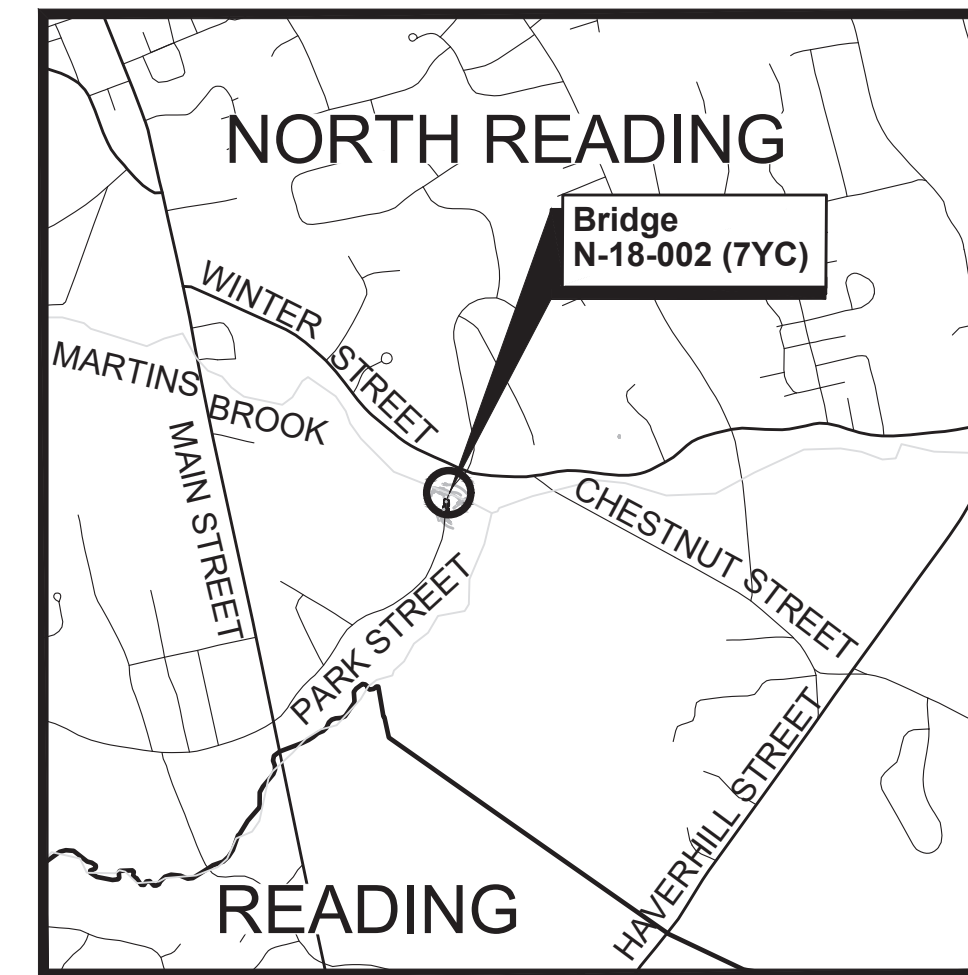 NORTH READING
Bridge
N-18-002 (7YC)
WINTER STREET
MARTINS BROOK
MAIN STREET
CHESTNUT STREET
PARK STREET
HAVERHILL STREET
READING